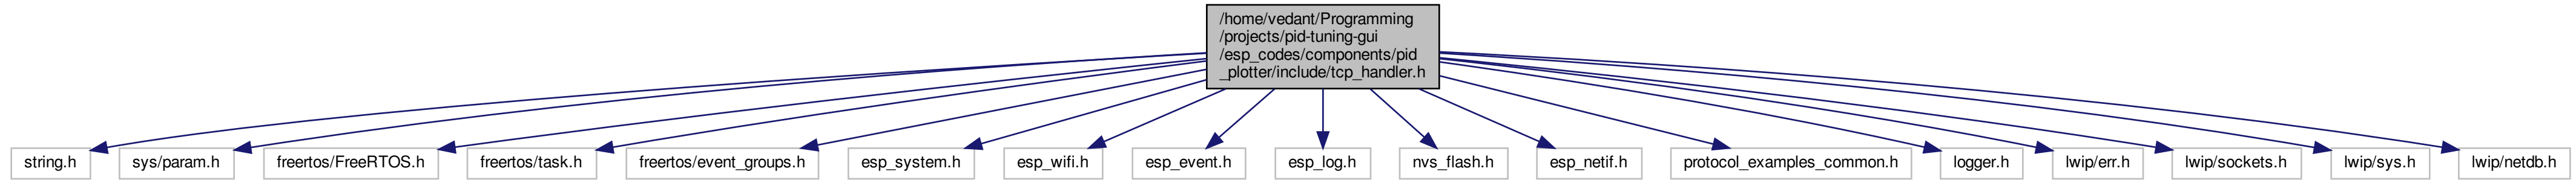 /home/vedant/Programming
/projects/pid-tuning-gui
/esp_codes/components/pid
_plotter/include/tcp_handler.h
string.h
sys/param.h
freertos/FreeRTOS.h
freertos/task.h
freertos/event_groups.h
esp_system.h
esp_wifi.h
esp_event.h
esp_log.h
nvs_flash.h
esp_netif.h
protocol_examples_common.h
logger.h
lwip/err.h
lwip/sockets.h
lwip/sys.h
lwip/netdb.h